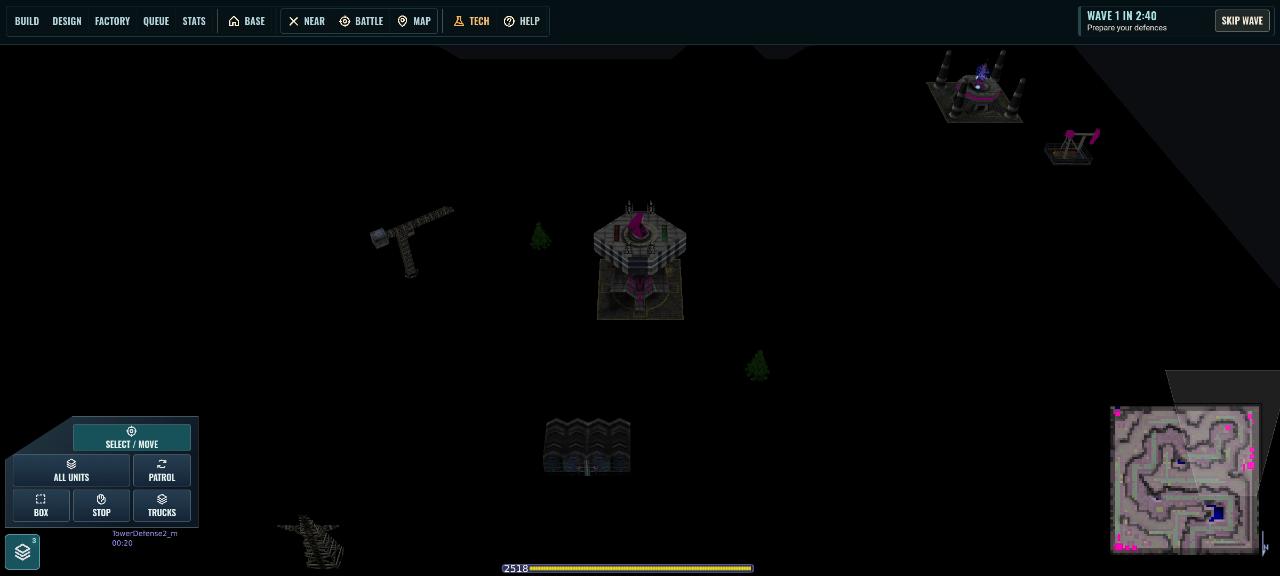 BUILD DESIGN FACTORY QUEUE STATS BASE NEAR BATTLE MAP TECH HELP
WAVE 1 IN 2:40
Prepare your defences
SKIP WAVE
SELECT / MOVE
ALL UNITS PATROL
BOX STOP TRUCKS
TowerDefense2_m
00:20
3
2518
N